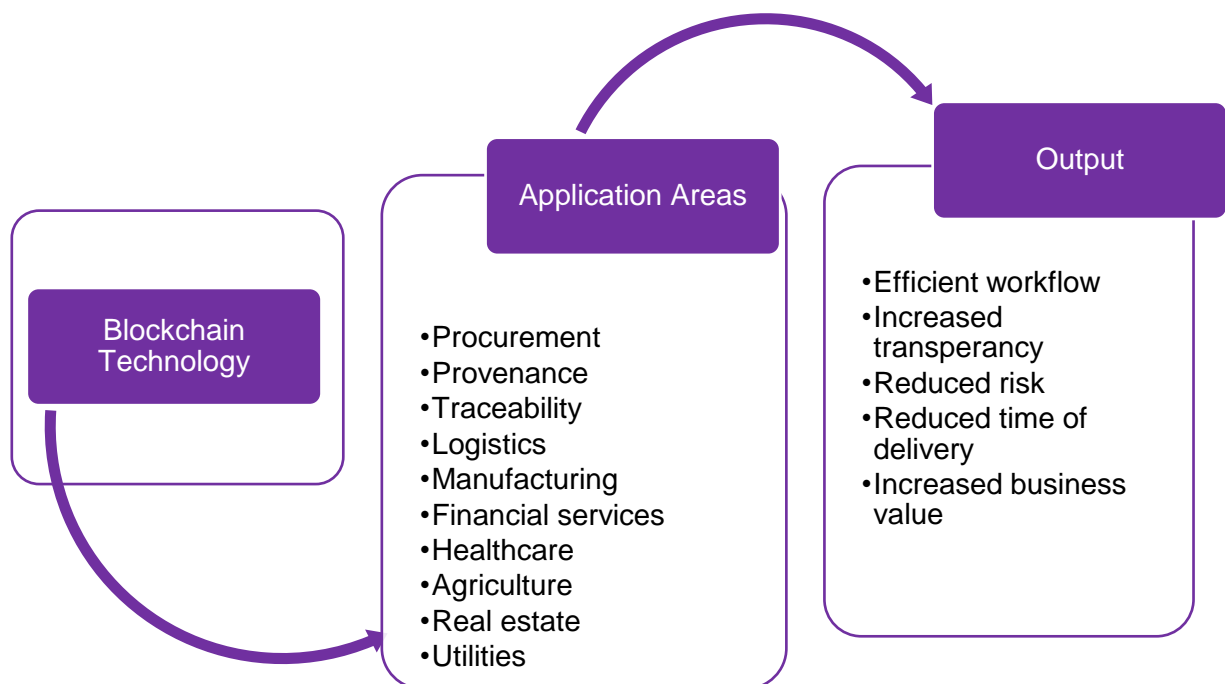 Blockchain
Technology
Application Areas
•Procurement
•Provenance
•Traceability
•Logistics
•Manufacturing
•Financial services
•Healthcare
•Agriculture
•Real estate
•Utilities
Output
•Efficient workflow
•Increased
transperancy
•Reduced risk
•Reduced time of
delivery
•Increased business
value